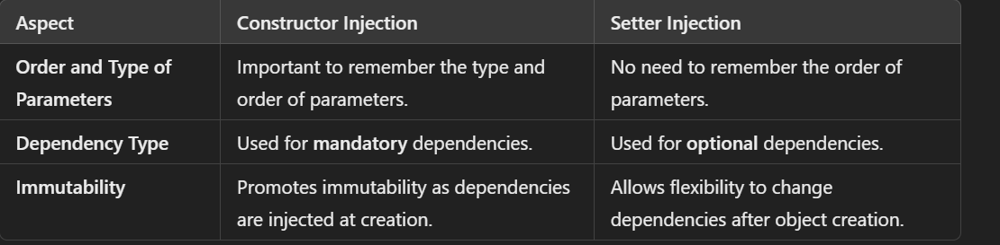 Aspect Constructor Injection Setter Injection
Order and Type of Parameters Important to remember the type and order of parameters. No need to remember the order of parameters.
Dependency Type Used for mandatory dependencies. Used for optional dependencies.
Immutability Promotes immutability as dependencies are injected at creation. Allows flexibility to change dependencies after object creation.